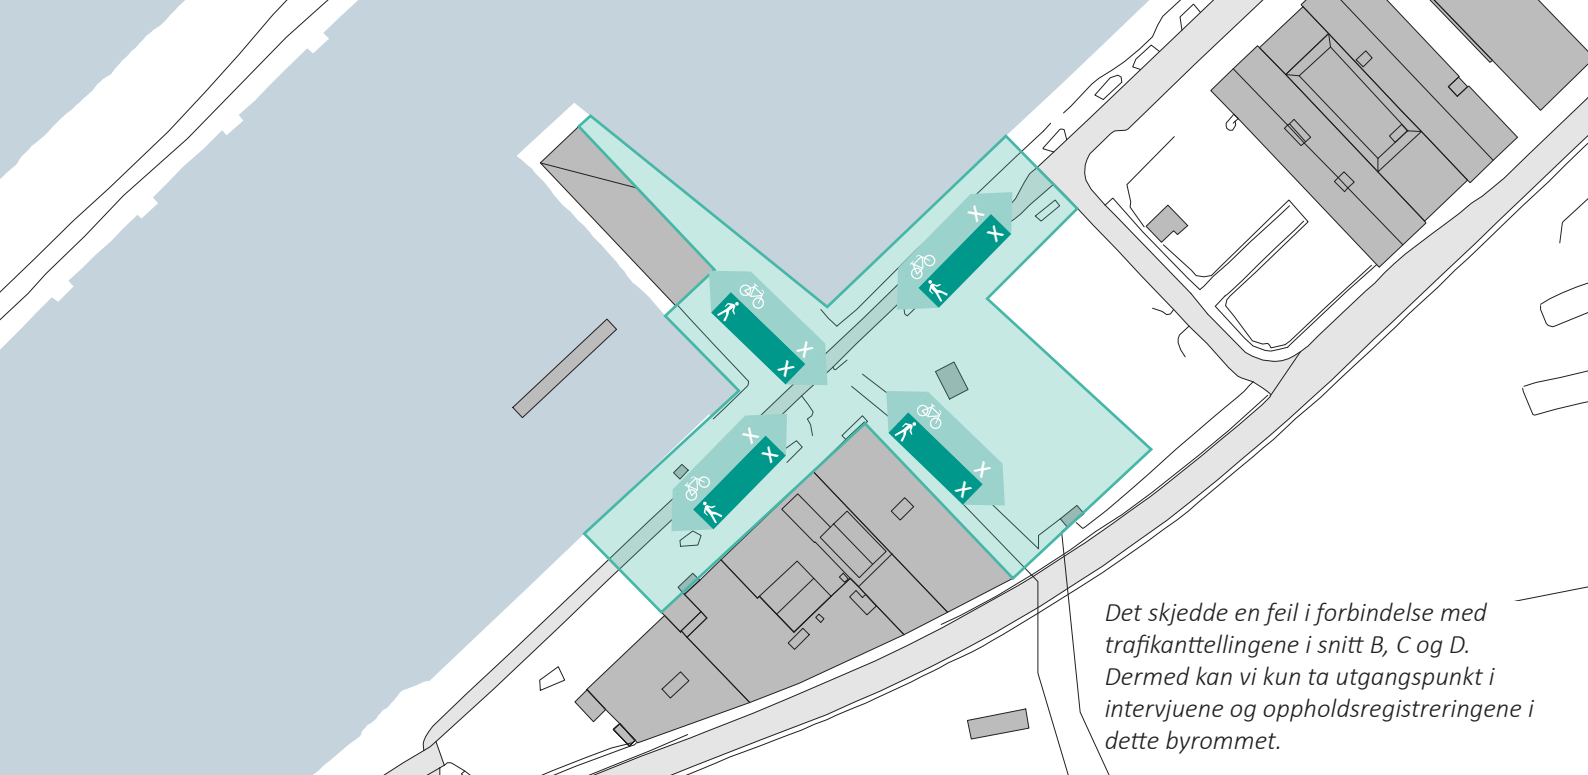 X
X
X
X
X
X
X
X
Det skjedde en feil i forbindelse med
trafikanttellingene i snitt B, C og D.
Dermed kan vi kun ta utgangspunkt i
intervjuene og oppholdsregistreringene i
dette byrommet.